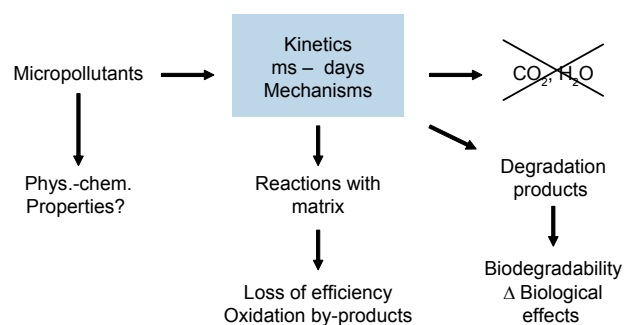 Micropollutants
Kinetics
ms – days
Mechanisms
CO₂, H₂O
Phys.-chem.
Properties?
Reactions with
matrix
Degradation
products
Loss of efficiency
Oxidation by-products
Biodegradability
Δ Biological
effects